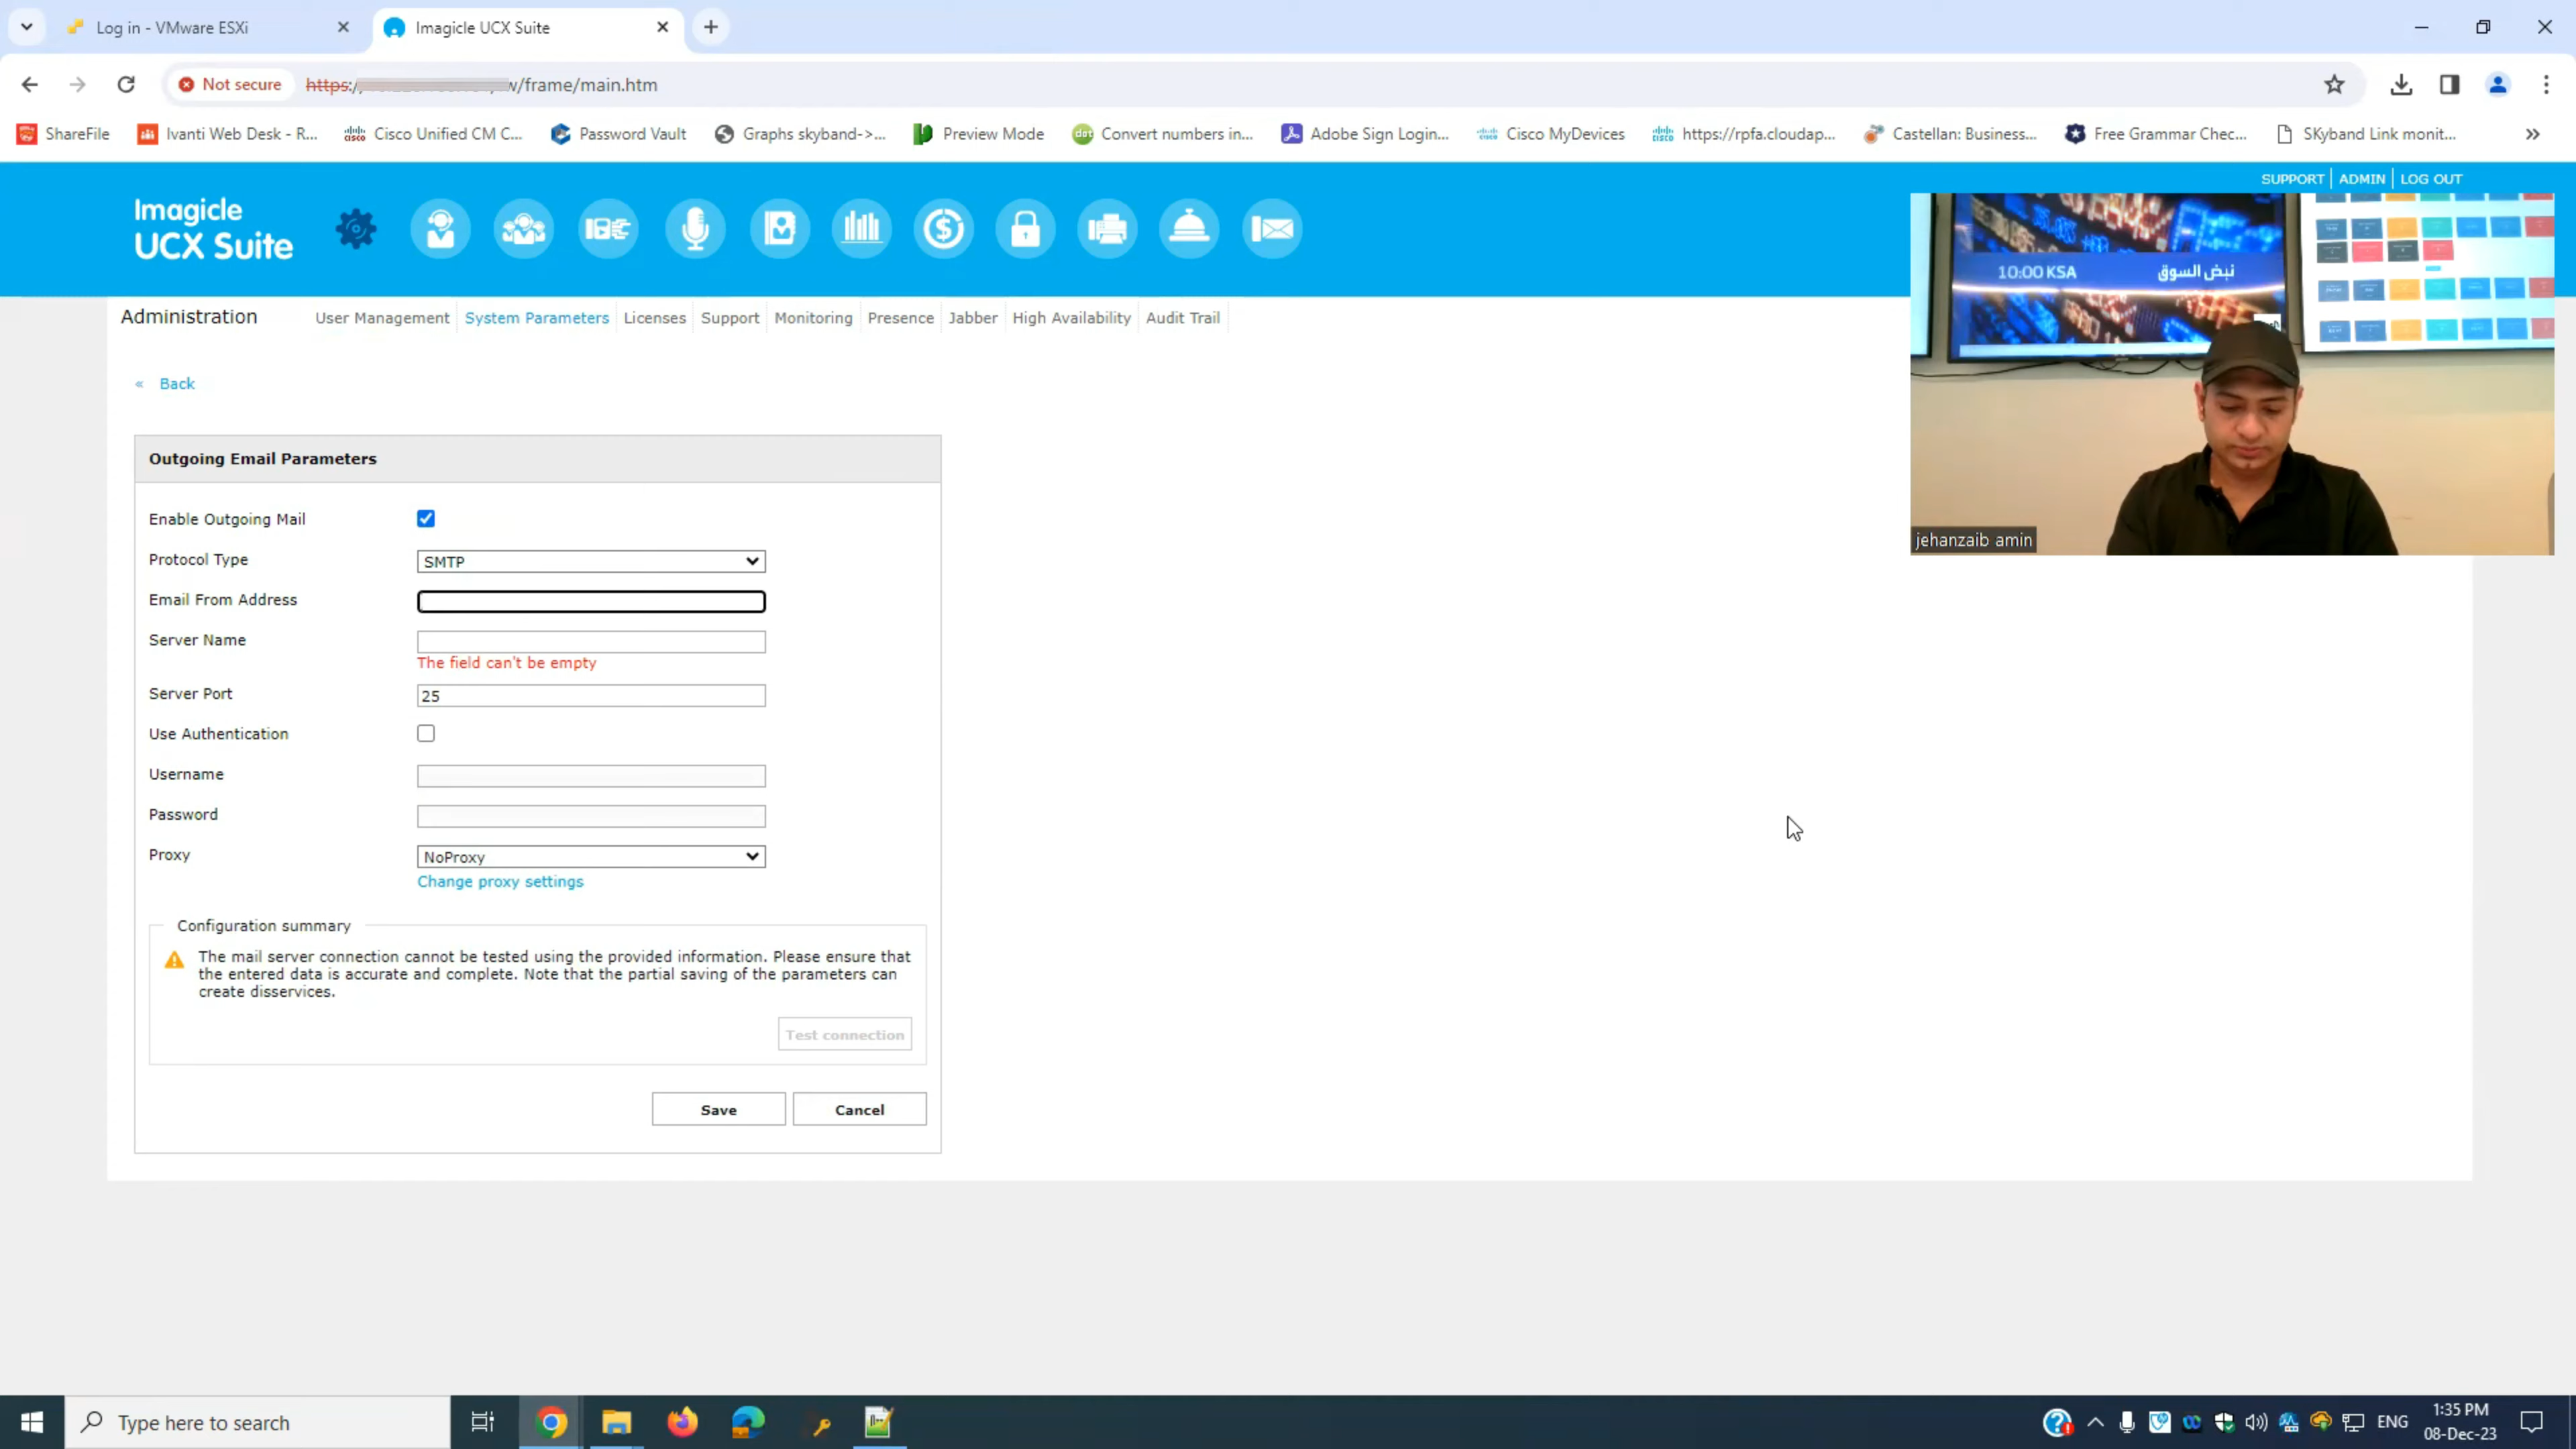 Log in - VMware ESXi
Imagicle UCX Suite
Not secure
https:/
/frame/main.htm
ShareFile
Ivanti Web Desk - R...
Cisco Unified CM C...
Password Vault
Graphs skyband->...
Preview Mode
Convert numbers in...
Adobe Sign Login...
Cisco MyDevices
https://rpfa.cloudap...
Castellan: Business...
Free Grammar Chec...
SKyband Link monit...
SUPPORT
ADMIN
LOG OUT
Imagicle
UCX Suite
10:00 KSA
نبض السوق
jehanzaib amin
Administration
User Management
System Parameters
Licenses
Support
Monitoring
Presence
Jabber
High Availability
Audit Trail
« Back
Outgoing Email Parameters
Enable Outgoing Mail
Protocol Type
SMTP
Email From Address
Server Name
The field can't be empty
Server Port
25
Use Authentication
Username
Password
Proxy
NoProxy
Change proxy settings
Configuration summary
The mail server connection cannot be tested using the provided information. Please ensure that
the entered data is accurate and complete. Note that the partial saving of the parameters can
create disservices.
Test connection
Save
Cancel
Type here to search
ENG
1:35 PM
08-Dec-23